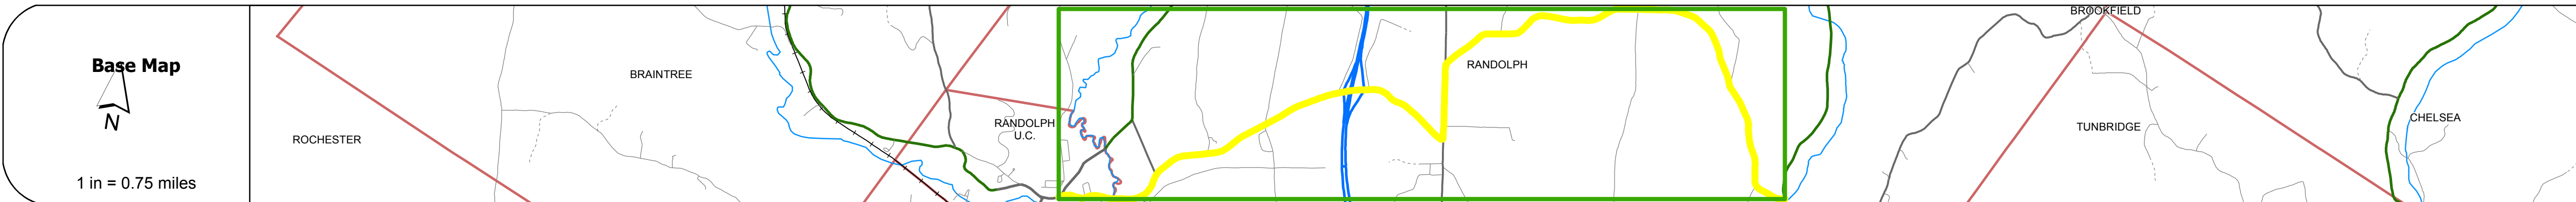 Base Map
N
1 in = 0.75 miles
ROCHESTER
BRAINTREE
RANDOLPH
U.C.
RANDOLPH
BROOKFIELD
TUNBRIDGE
CHELSEA